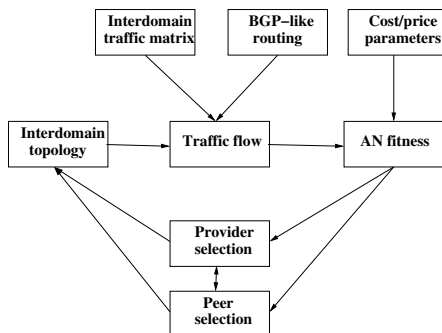 Interdomain
traffic matrix
BGP−like
routing
Cost/price
parameters
Interdomain
topology
Traffic flow
AN fitness
Provider
selection
Peer
selection